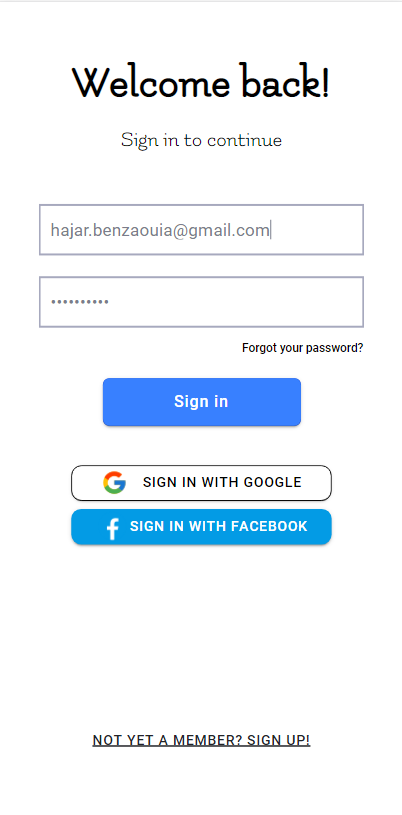 Welcome back!
Sign in to continue
hajar.benzaouia@gmail.com
••••••••••
Forgot your password?
Sign in
SIGN IN WITH GOOGLE
SIGN IN WITH FACEBOOK
NOT YET A MEMBER? SIGN UP!